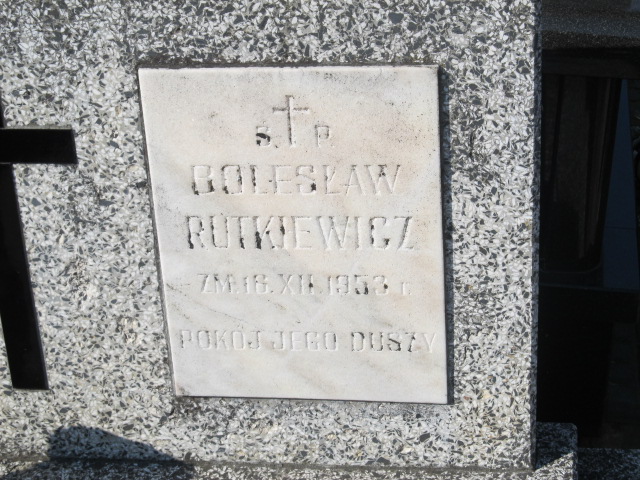 Ś. P.
BOLESŁAW
RUTKIEWICZ
ZM. 16. XII. 1953 r.
POKÓJ JEGO DUSZY